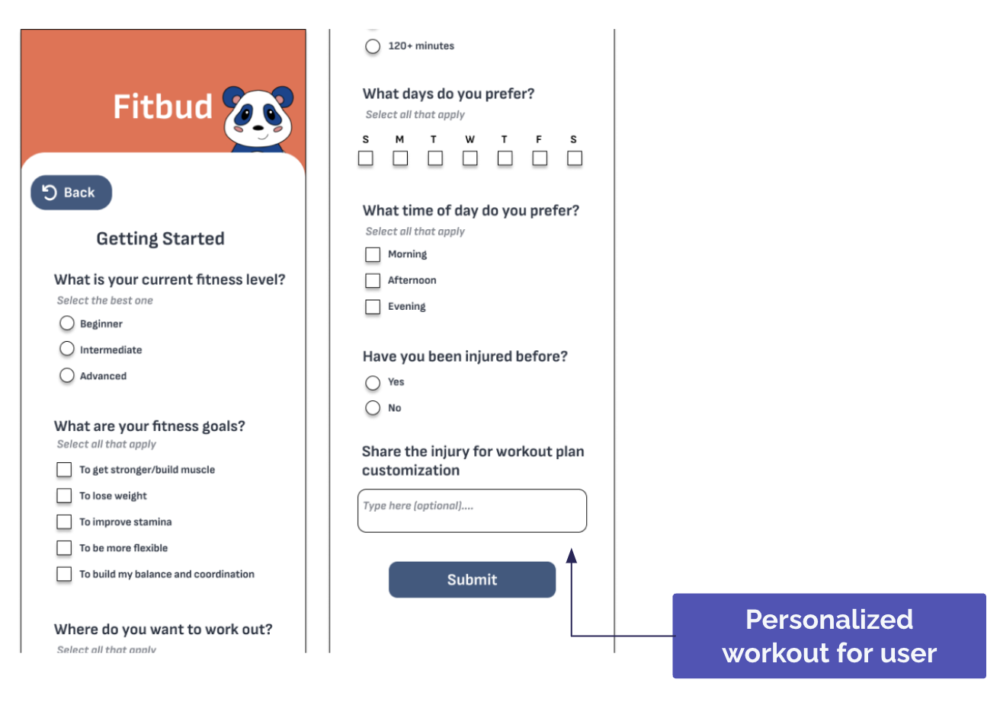 Fitbud
Back
Getting Started
What is your current fitness level?
Select the best one
Beginner
Intermediate
Advanced
What are your fitness goals?
Select all that apply
To get stronger/build muscle
To lose weight
To improve stamina
To be more flexible
To build my balance and coordination
Where do you want to work out?
Select all that apply
120+ minutes
What days do you prefer?
Select all that apply
S M T W T F S
What time of day do you prefer?
Select all that apply
Morning
Afternoon
Evening
Have you been injured before?
Yes
No
Share the injury for workout plan
customization
Type here (optional)....
Submit
Personalized
workout for user